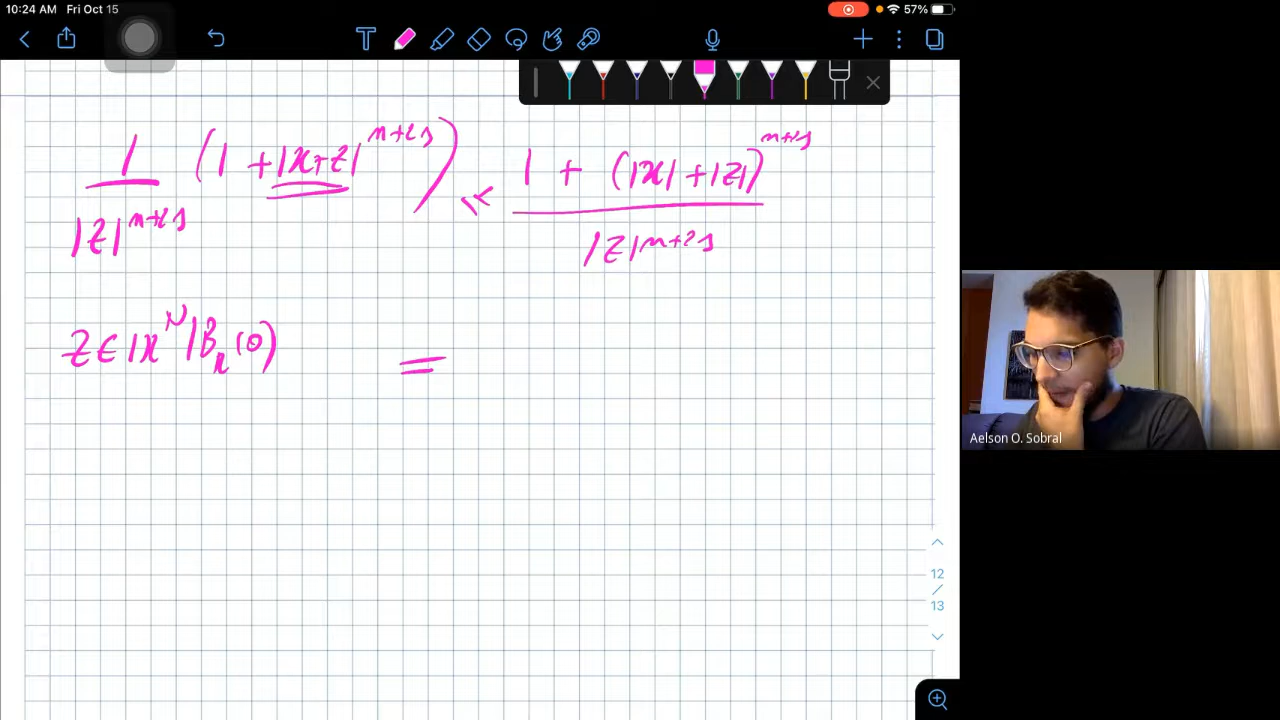 10:24 AM Fri Oct 15
57%
1/|z|^{n+2s} (1 + |x+z|^{n+2s}) ≤ (1 + (|x| + |z|)^{n+2s})/|z|^{n+2s}
z ∈ |R^N \ B_r(0)
=
12
/
13
Aelson O. Sobral